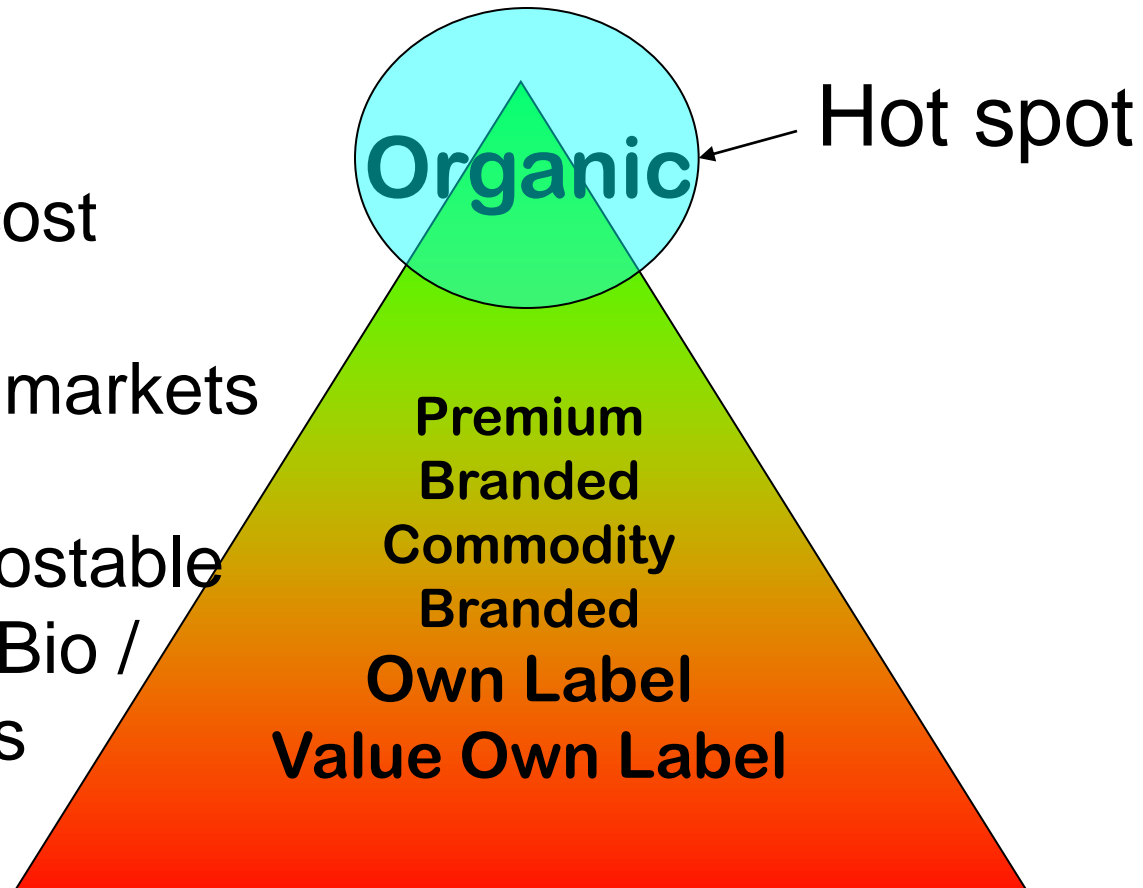 Organic
Hot spot
ost
markets
ostable
Bio /
s
Premium
Branded
Commodity
Branded
Own Label
Value Own Label